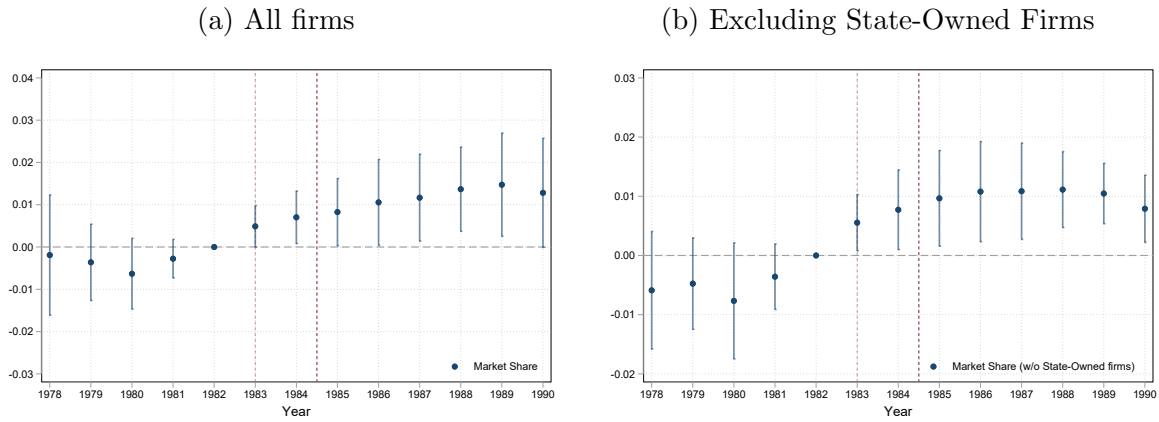 (a) All firms
0.04
0.03
0.02
0.01
0.00
-0.01
-0.02
-0.03
Market Share
1978 1979 1980 1981 1982 1983 1984 1985 1986 1987 1988 1989 1990
Year
(b) Excluding State-Owned Firms
0.03
0.02
0.01
0.00
-0.01
-0.02
Market Share (w/o State-Owned firms)
1978 1979 1980 1981 1982 1983 1984 1985 1986 1987 1988 1989 1990
Year